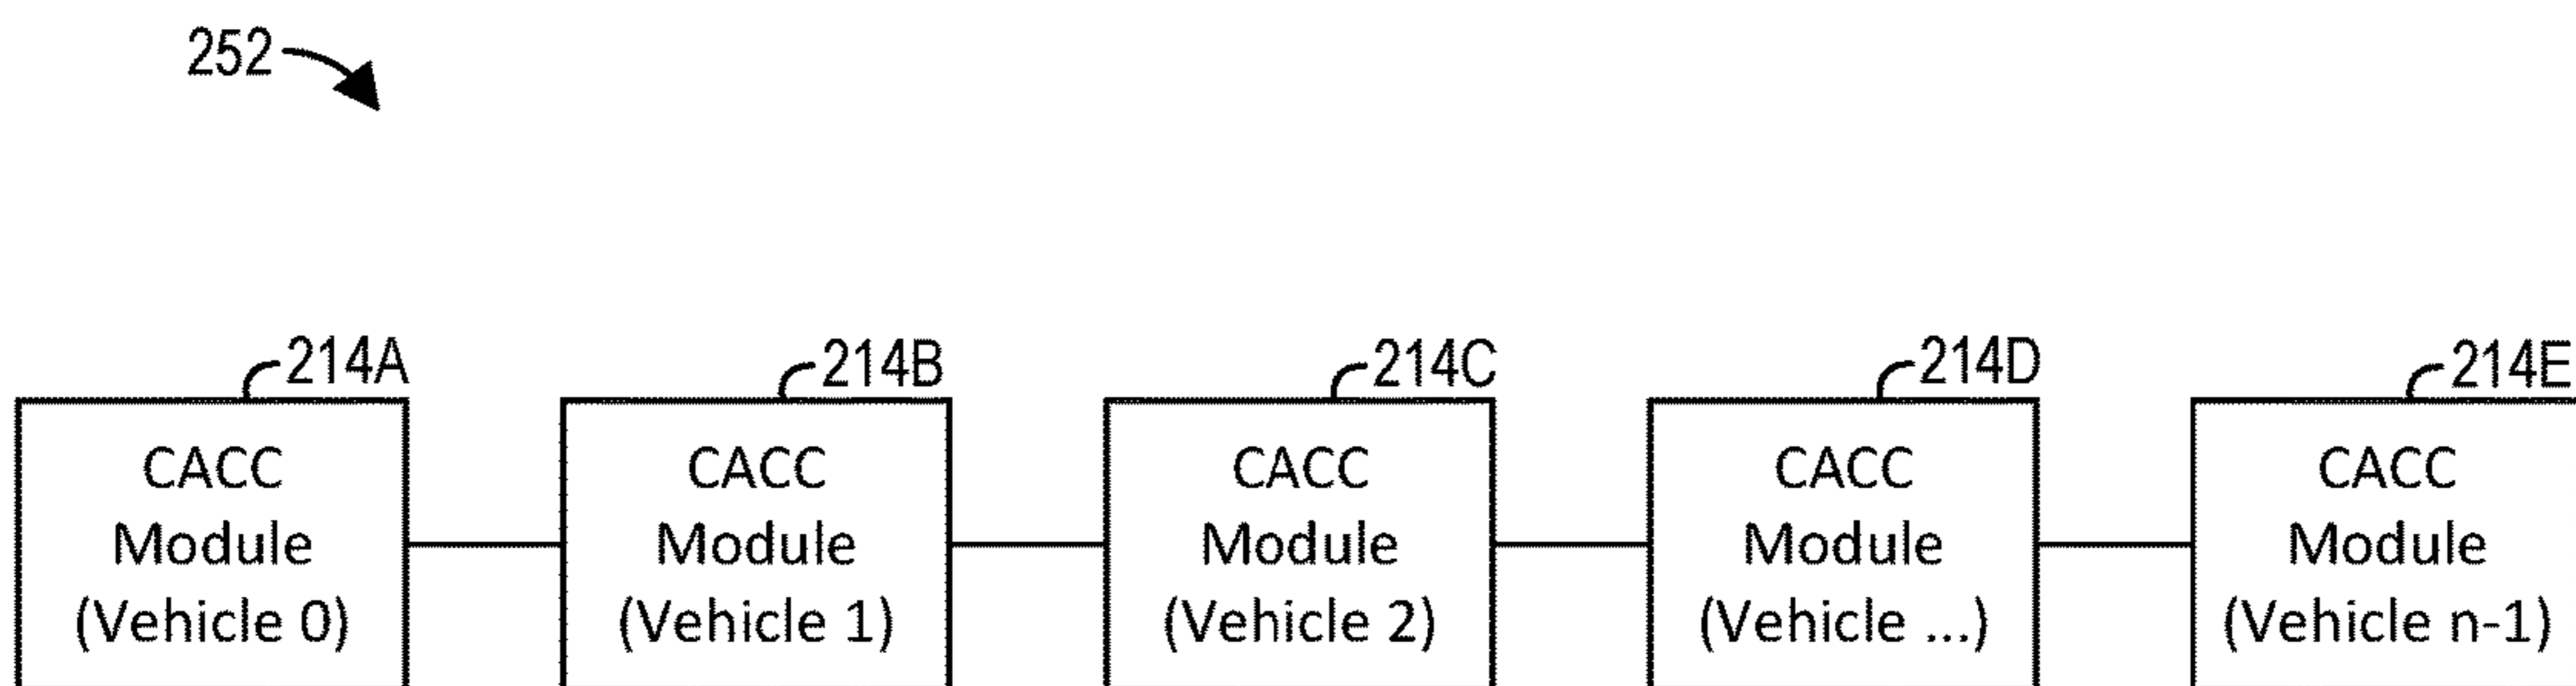 252
214A
214B
214C
214D
214E
CACC
Module
(Vehicle 0)
CACC
Module
(Vehicle 1)
CACC
Module
(Vehicle 2)
CACC
Module
(Vehicle ...)
CACC
Module
(Vehicle n-1)